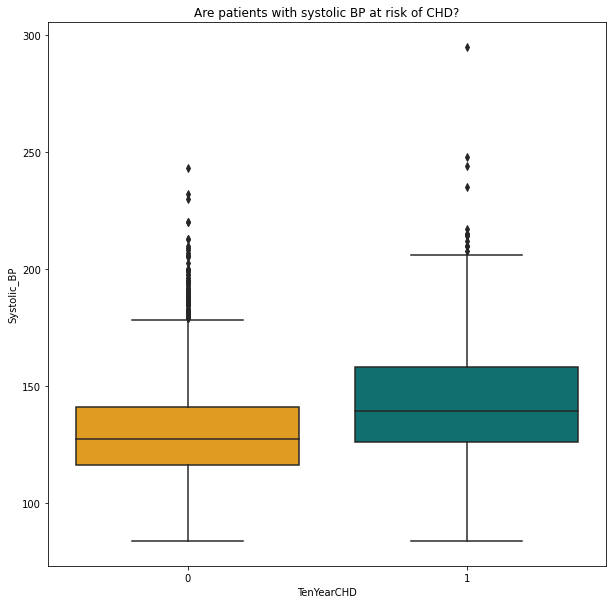 Are patients with systolic BP at risk of CHD?
300
250
200
150
100
Systolic_BP
0
1
TenYearCHD